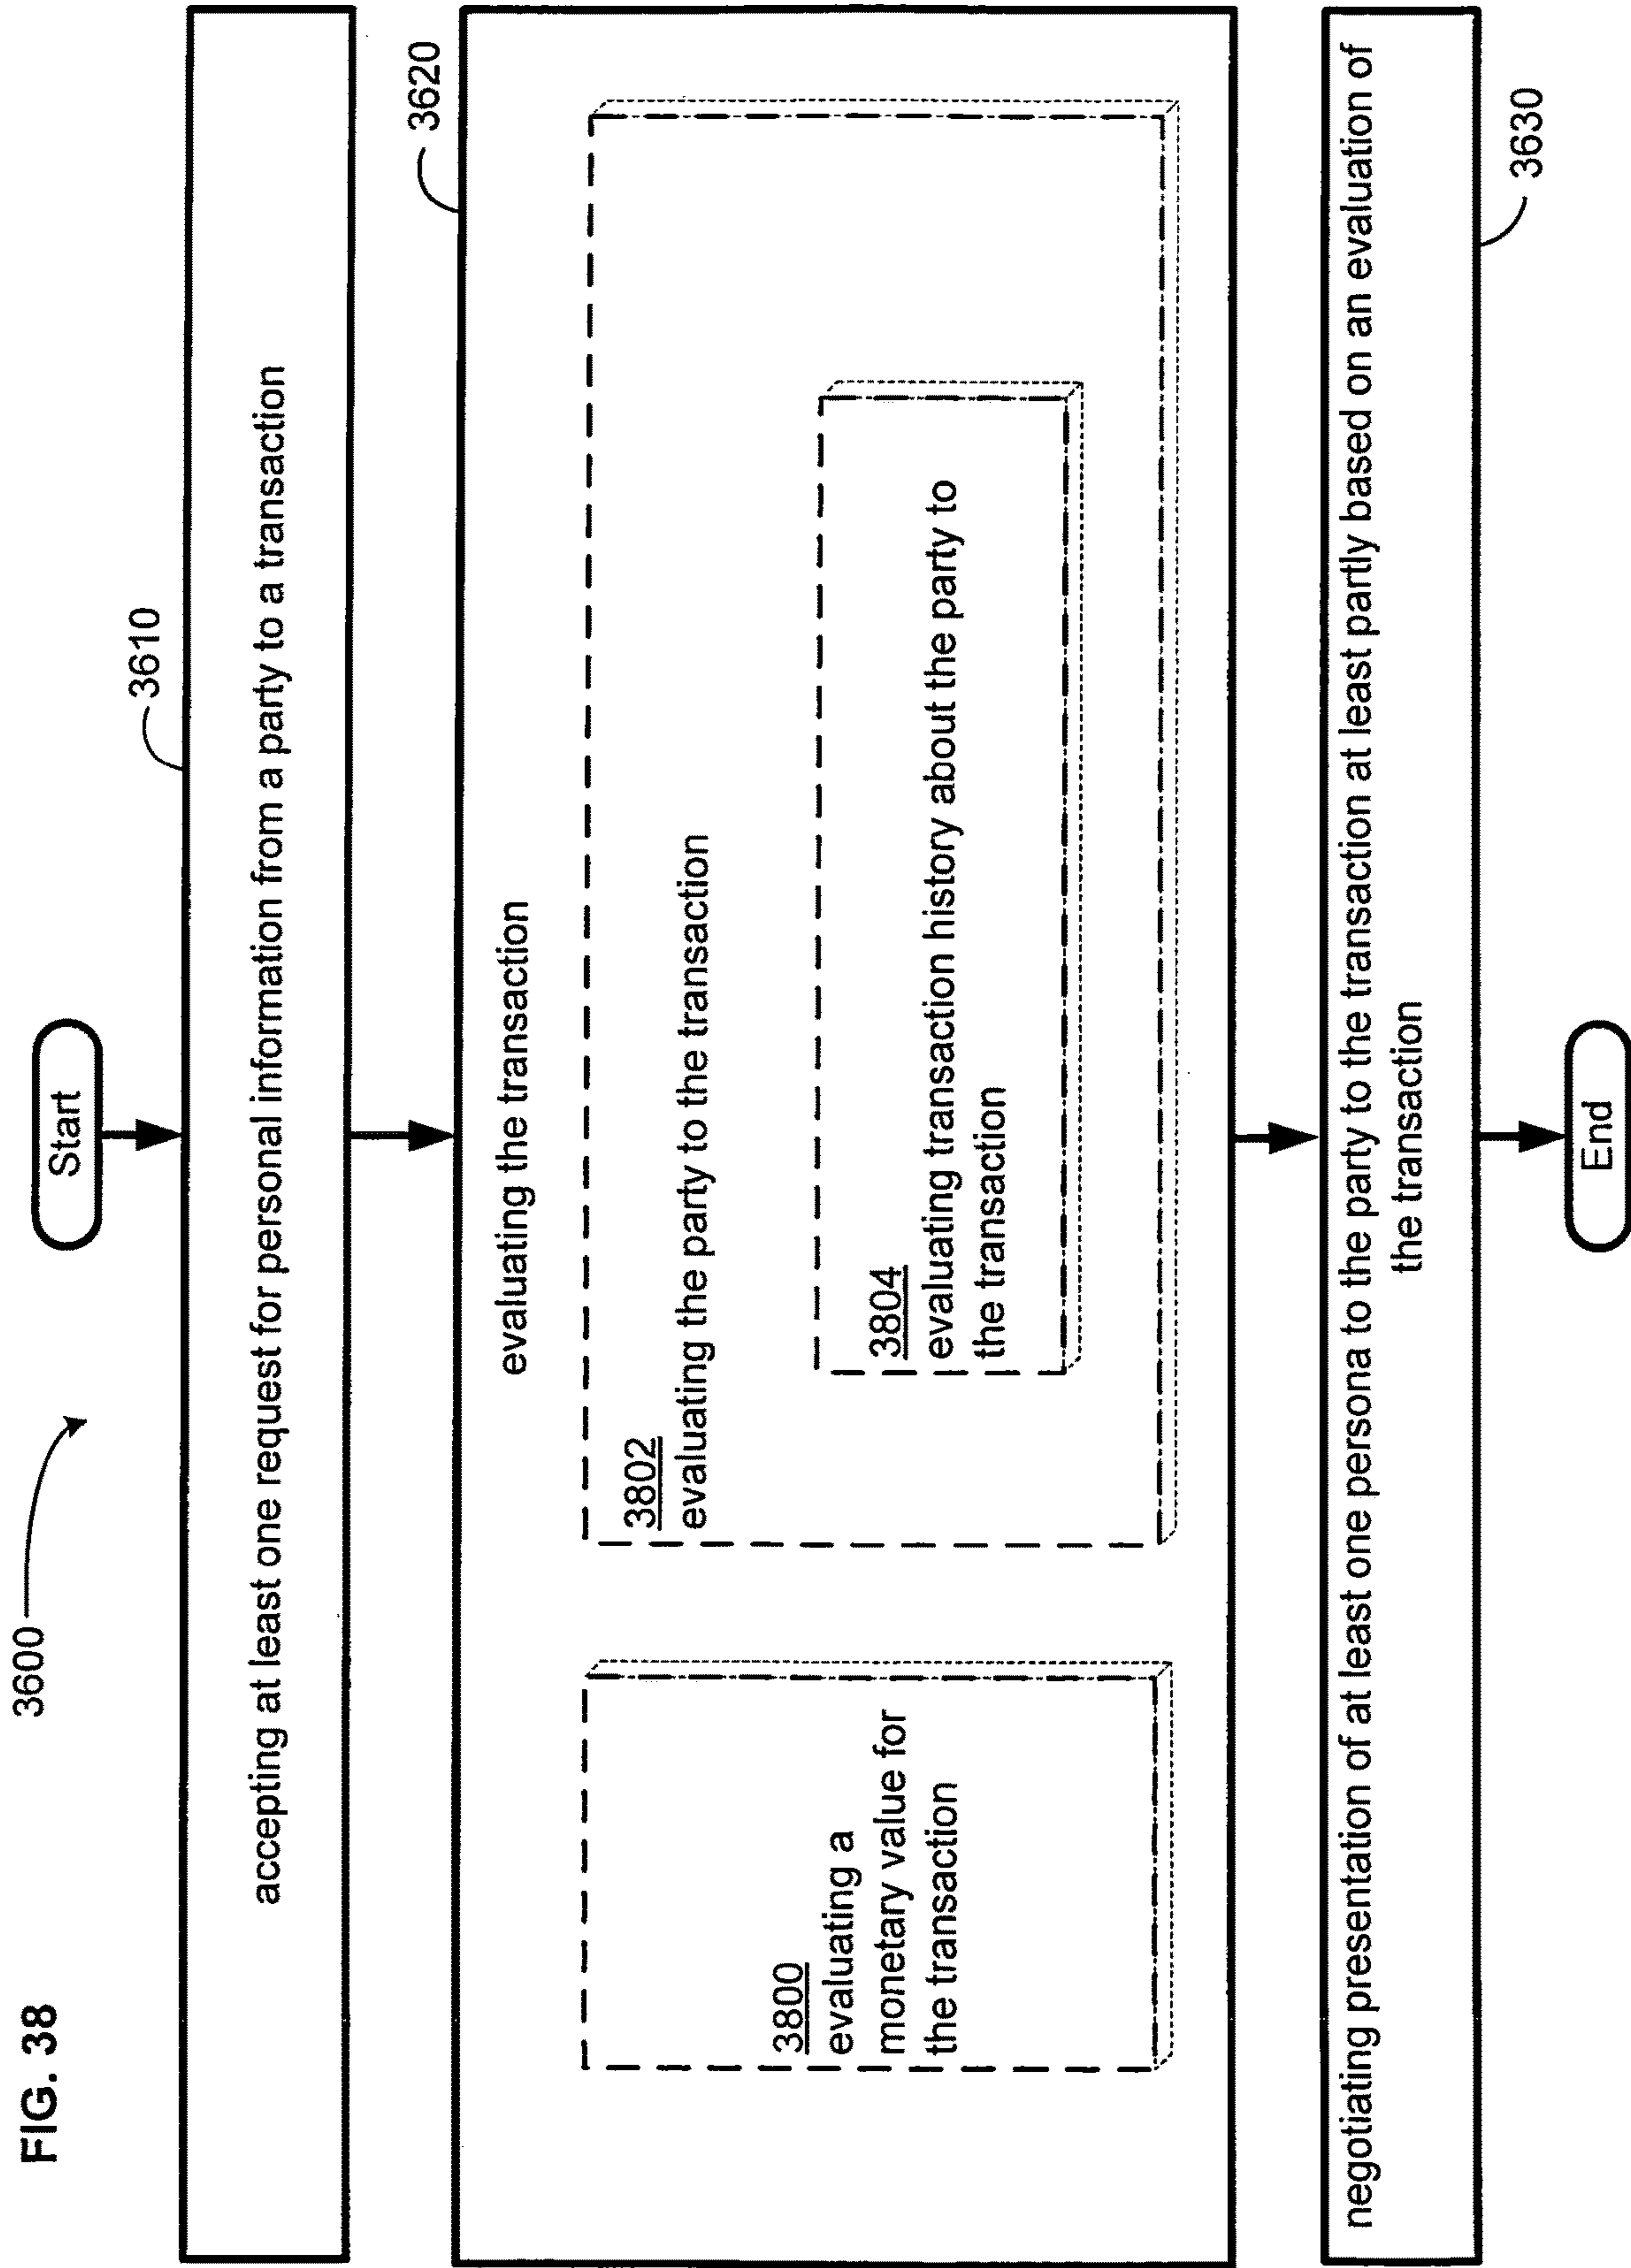 FIG. 38
3600
Start
3610
accepting at least one request for personal information from a party to a transaction
3620
evaluating the transaction
3800
evaluating a
monetary value for
the transaction
3802
evaluating the party to the transaction
3804
evaluating transaction history about the party to
the transaction
negotiating presentation of at least one persona to the party to the transaction at least partly based on an evaluation of
the transaction
3630
End